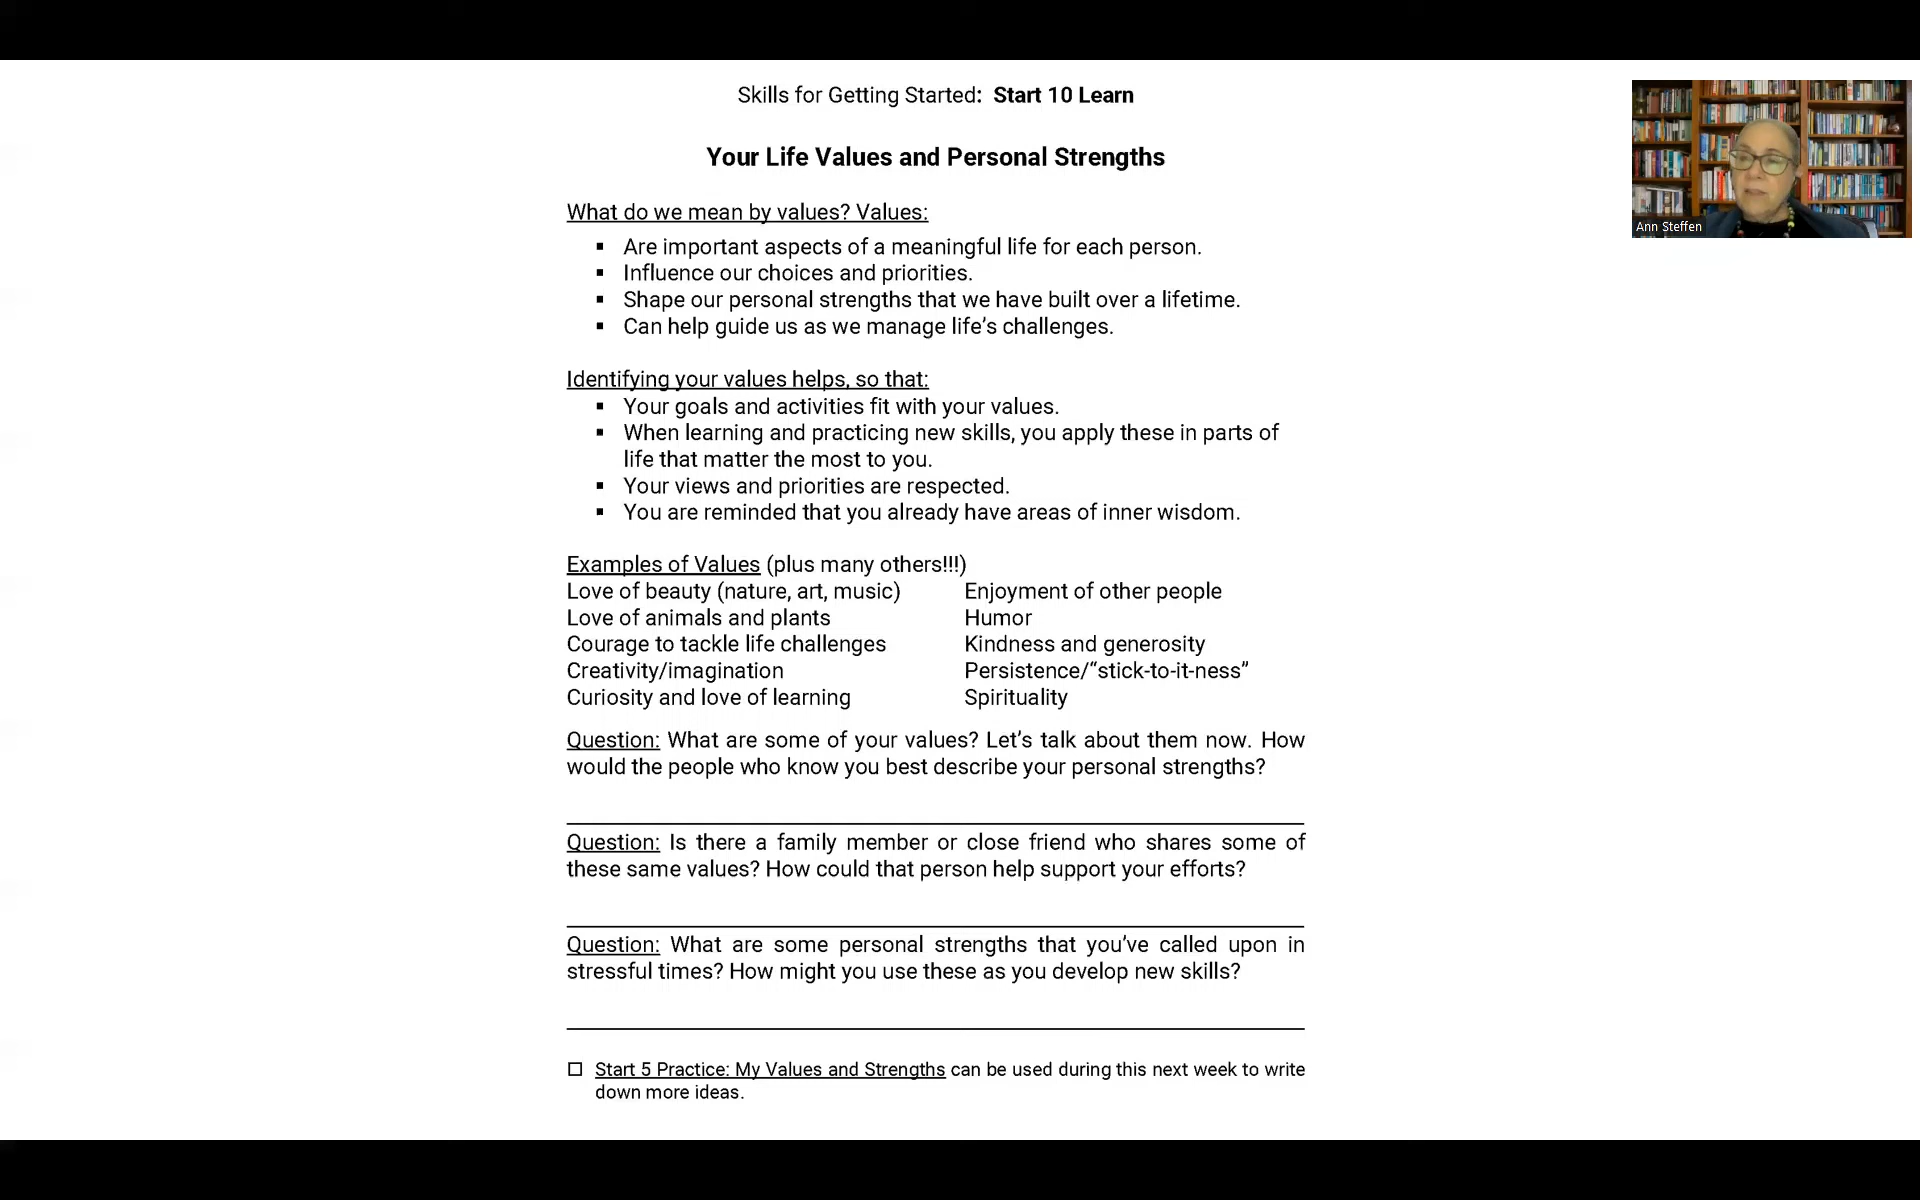 Skills for Getting Started: Start 10 Learn
Your Life Values and Personal Strengths
What do we mean by values? Values:
▪ Are important aspects of a meaningful life for each person.
▪ Influence our choices and priorities.
▪ Shape our personal strengths that we have built over a lifetime.
▪ Can help guide us as we manage life’s challenges.
Identifying your values helps, so that:
▪ Your goals and activities fit with your values.
▪ When learning and practicing new skills, you apply these in parts of
life that matter the most to you.
▪ Your views and priorities are respected.
▪ You are reminded that you already have areas of inner wisdom.
Examples of Values (plus many others!!!)
Love of beauty (nature, art, music) Enjoyment of other people
Love of animals and plants Humor
Courage to tackle life challenges Kindness and generosity
Creativity/imagination Persistence/“stick-to-it-ness”
Curiosity and love of learning Spirituality
Question: What are some of your values? Let’s talk about them now. How
would the people who know you best describe your personal strengths?
Question: Is there a family member or close friend who shares some of
these same values? How could that person help support your efforts?
Question: What are some personal strengths that you’ve called upon in
stressful times? How might you use these as you develop new skills?
☐ Start 5 Practice: My Values and Strengths can be used during this next week to write
down more ideas.
Ann Steffen